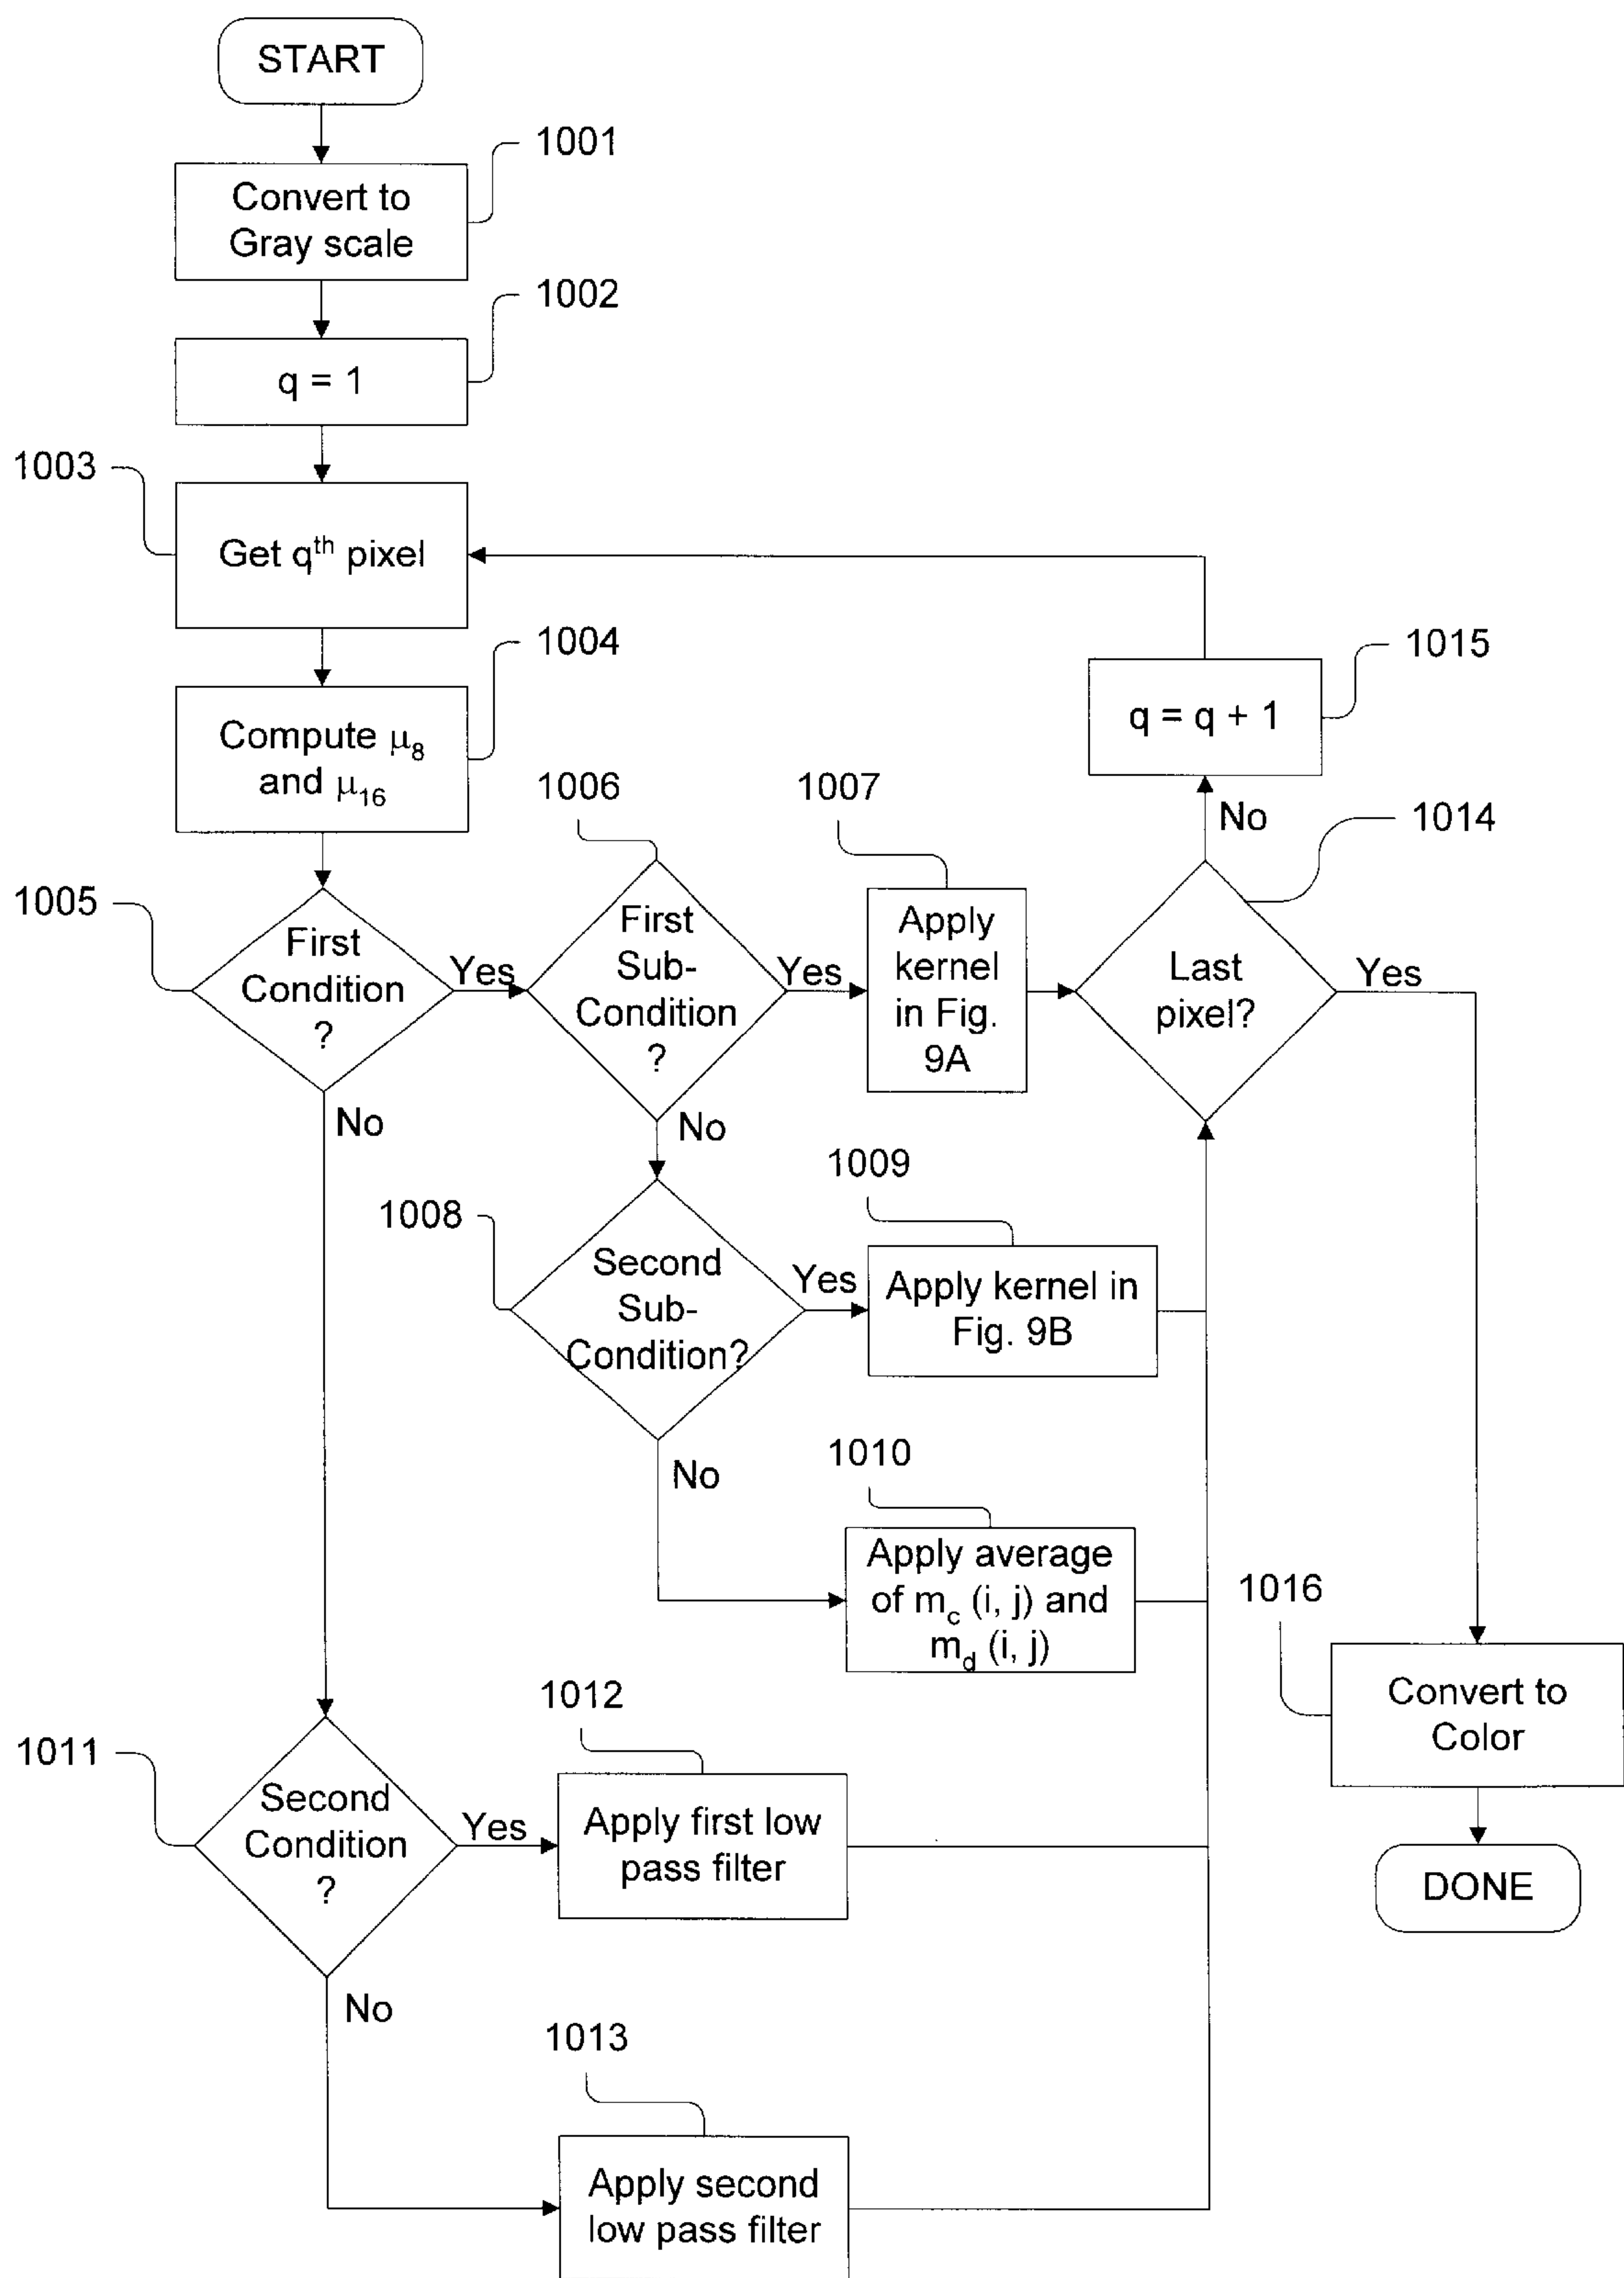 START
1001
Convert to
Gray scale
1002
q = 1
1003
Get qth pixel
1004
Compute μ8
and μ16
1015
q = q + 1
1005
First
Condition
?
Yes
No
1006
First
Sub-
Condition
?
Yes
No
1007
Apply
kernel
in Fig.
9A
1014
Last
pixel?
No
Yes
1008
Second
Sub-
Condition?
Yes
No
1009
Apply kernel in
Fig. 9B
1010
Apply average
of mc (i, j) and
md (i, j)
1016
Convert to
Color
DONE
1011
Second
Condition
?
Yes
No
1012
Apply first low
pass filter
1013
Apply second
low pass filter